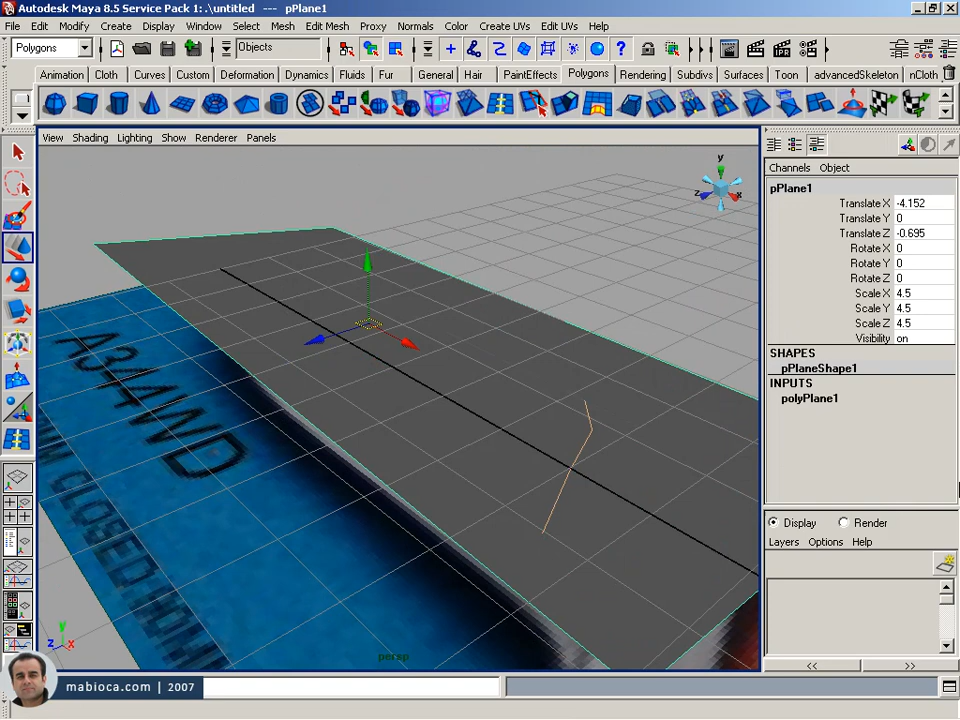 Autodesk Maya 8.5 Service Pack 1: .\untitled --- pPlane1
File Edit Modify Create Display Window Select Mesh Edit Mesh Proxy Normals Color Create UVs Edit UVs Help
Polygons Objects
Animation Cloth Curves Custom Deformation Dynamics Fluids Fur General Hair PaintEffects Polygons Rendering Subdivs Surfaces Toon advancedSkeleton nCloth
View Shading Lighting Show Renderer Panels
Channels Object
pPlane1
Translate X -4.152
Translate Y 0
Translate Z -0.695
Rotate X 0
Rotate Y 0
Rotate Z 0
Scale X 4.5
Scale Y 4.5
Scale Z 4.5
Visibility on
SHAPES
pPlaneShape1
INPUTS
polyPlane1
y
z
x
A344WD
CLOSED
Display Render
Layers Options Help
y
z
x
persp
<< >>
mabioca.com | 2007